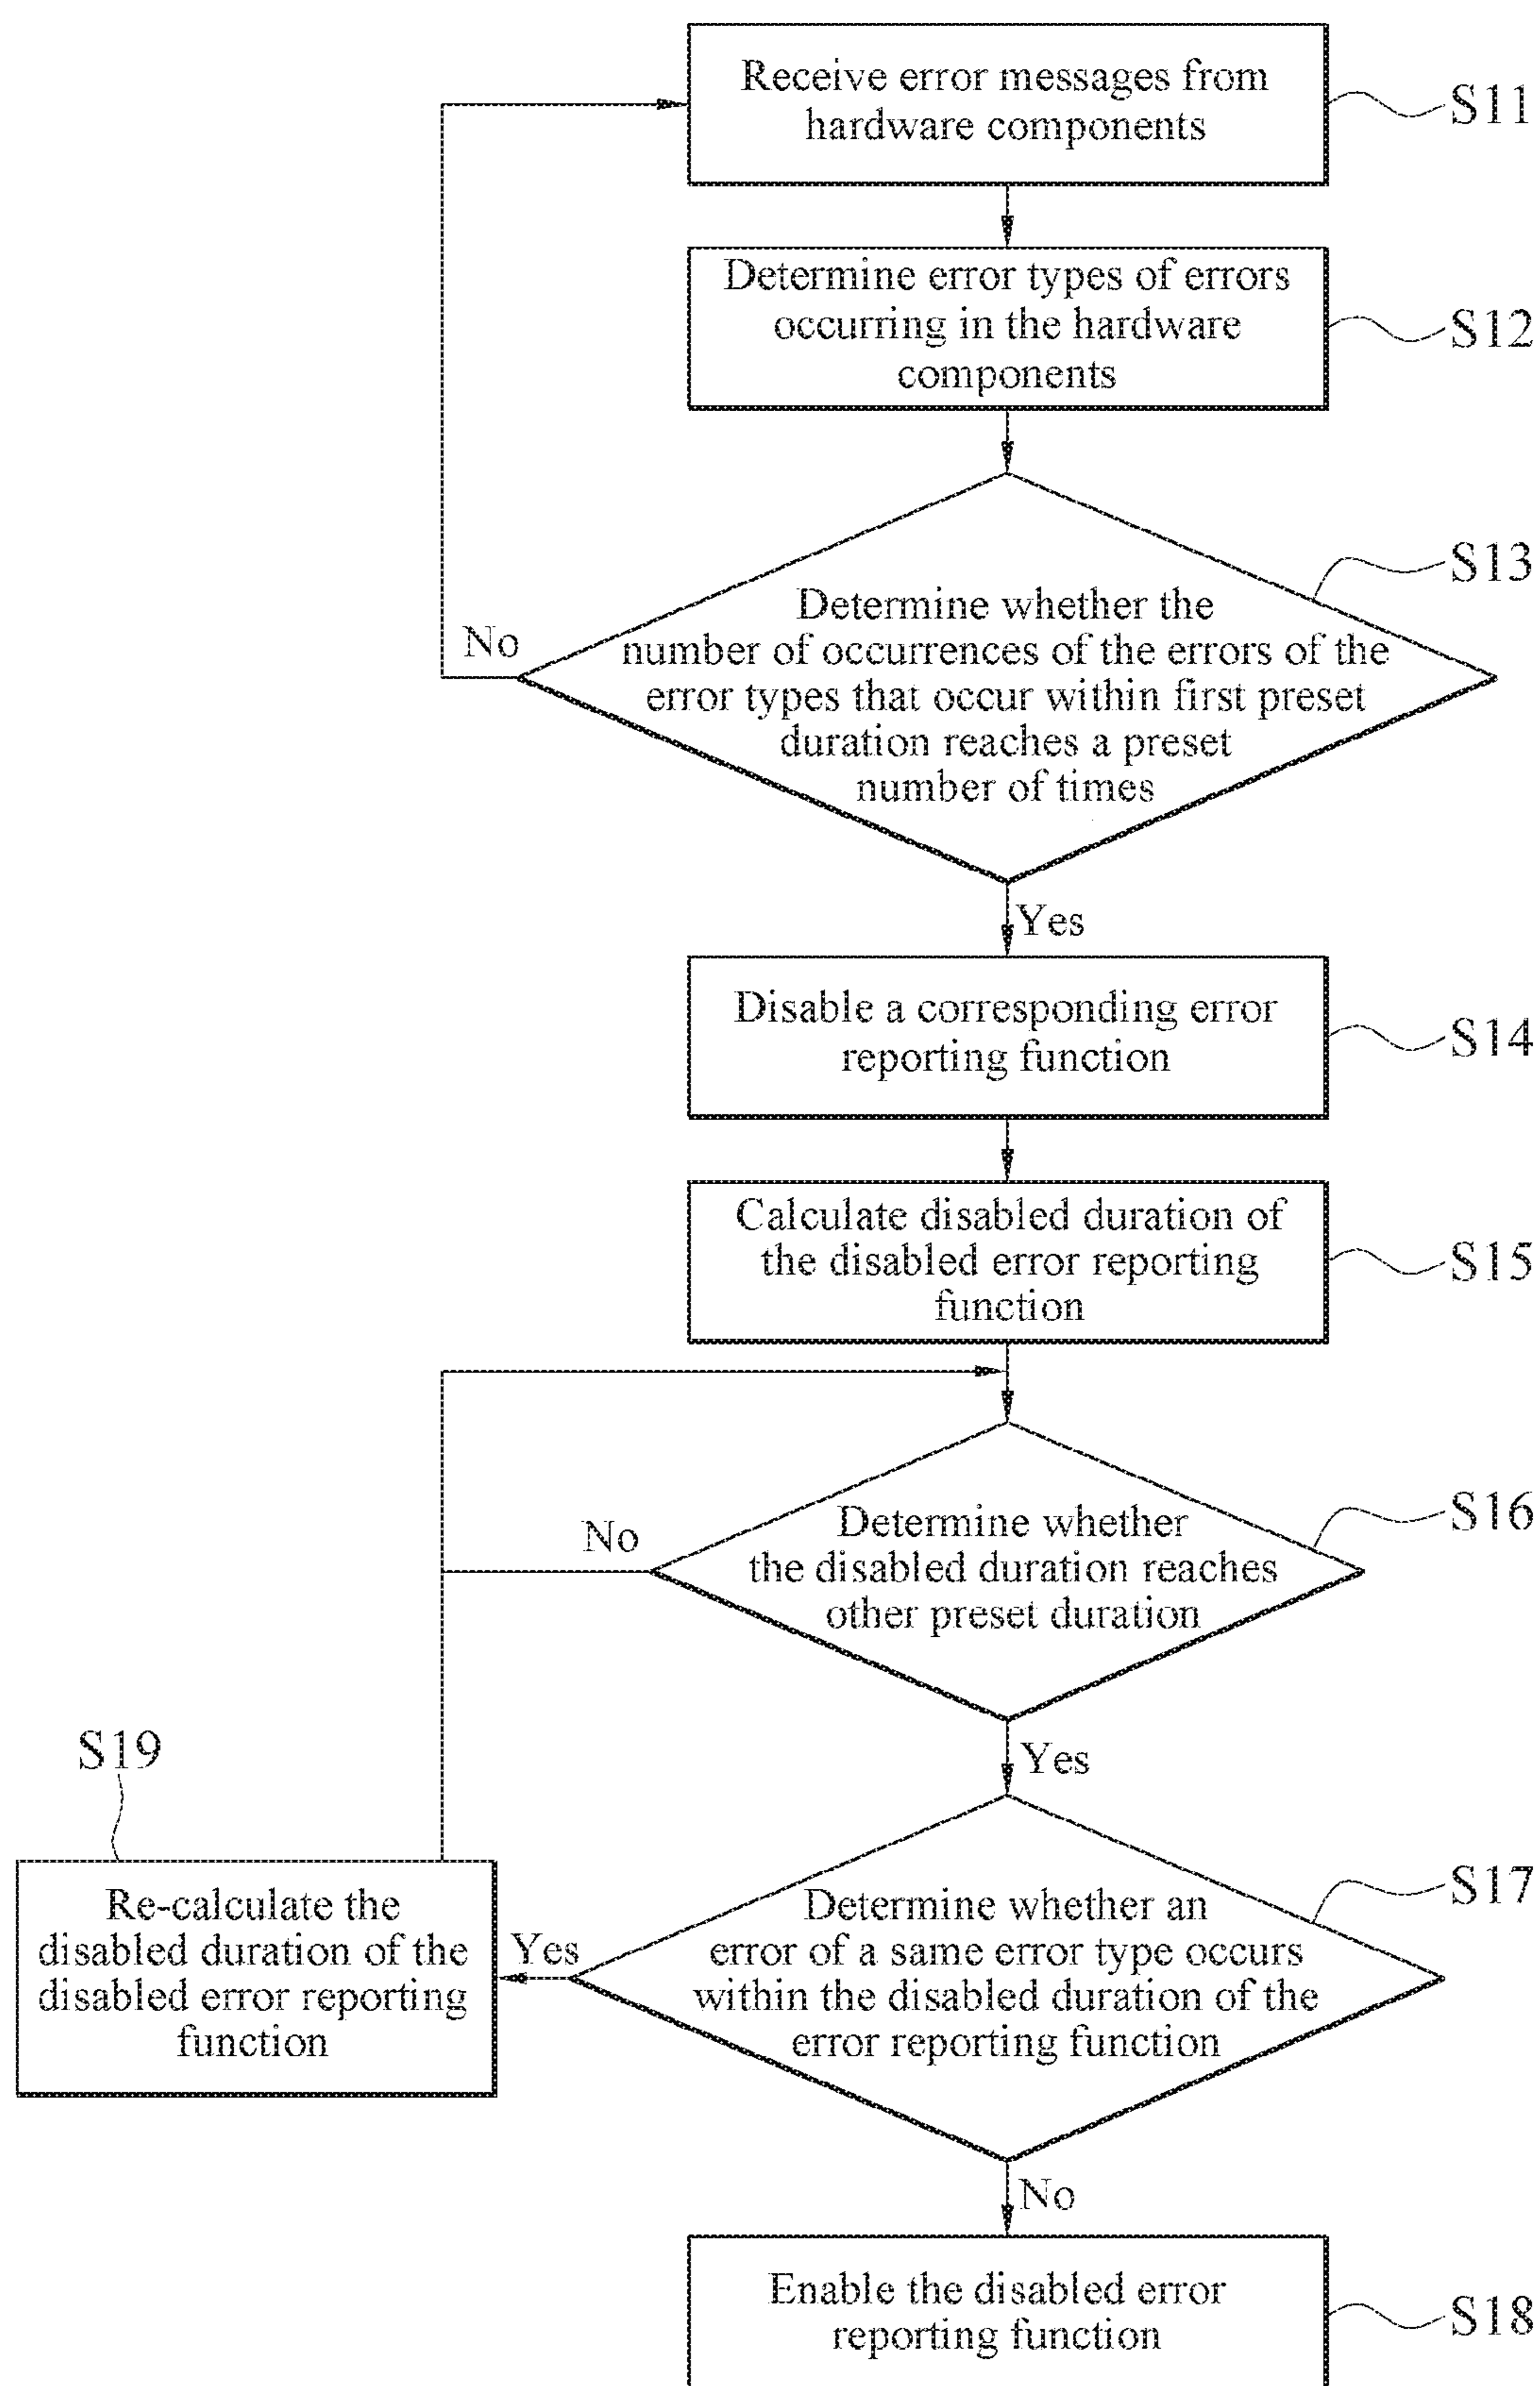 Receive error messages from
hardware components
S11
Determine error types of errors
occurring in the hardware
components
S12
S13
Determine whether the
number of occurrences of the errors of the
error types that occur within first preset
duration reaches a preset
number of times
No
Yes
Disable a corresponding error
reporting function
S14
Calculate disabled duration of
the disabled error reporting
function
S15
S16
Determine whether
the disabled duration reaches
other preset duration
No
Yes
S19
Re-calculate the
disabled duration of the
disabled error reporting
function
Yes
S17
Determine whether an
error of a same error type occurs
within the disabled duration of the
error reporting function
No
Enable the disabled error
reporting function
S18